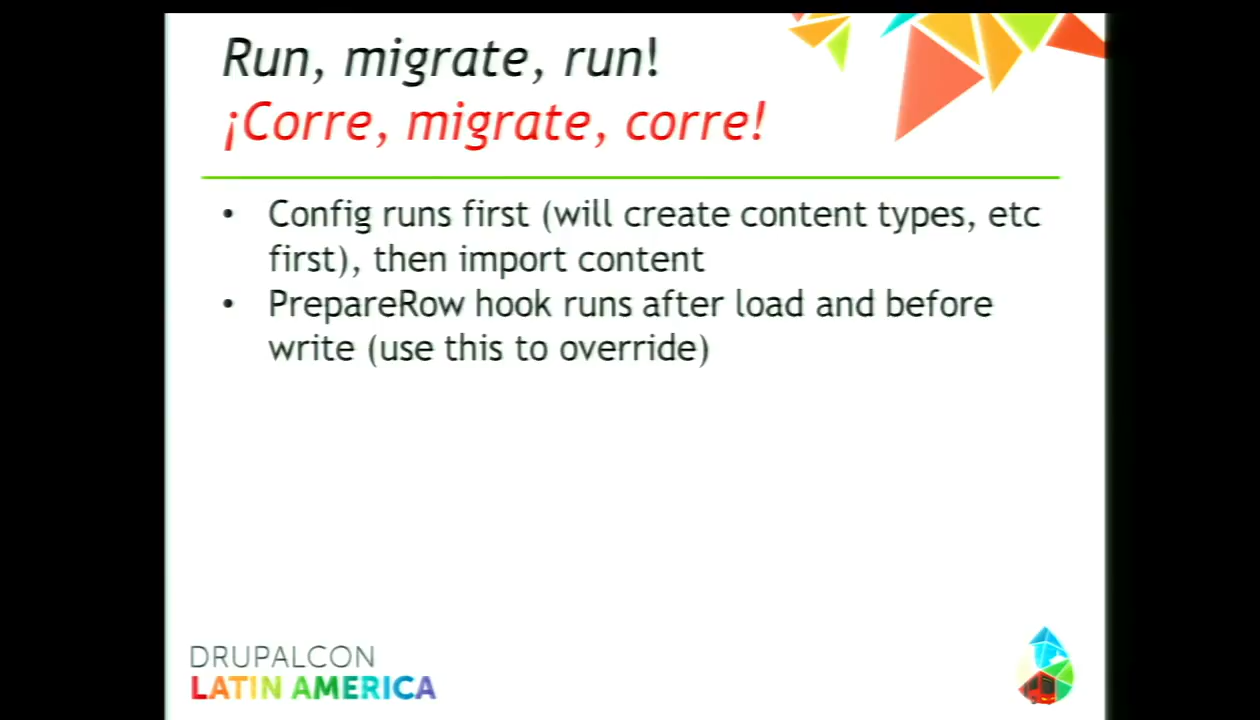 Run, migrate, run!
¡Corre, migrate, corre!
• Config runs first (will create content types, etc
first), then import content
• PrepareRow hook runs after load and before
write (use this to override)
DRUPALCON
LATIN AMERICA